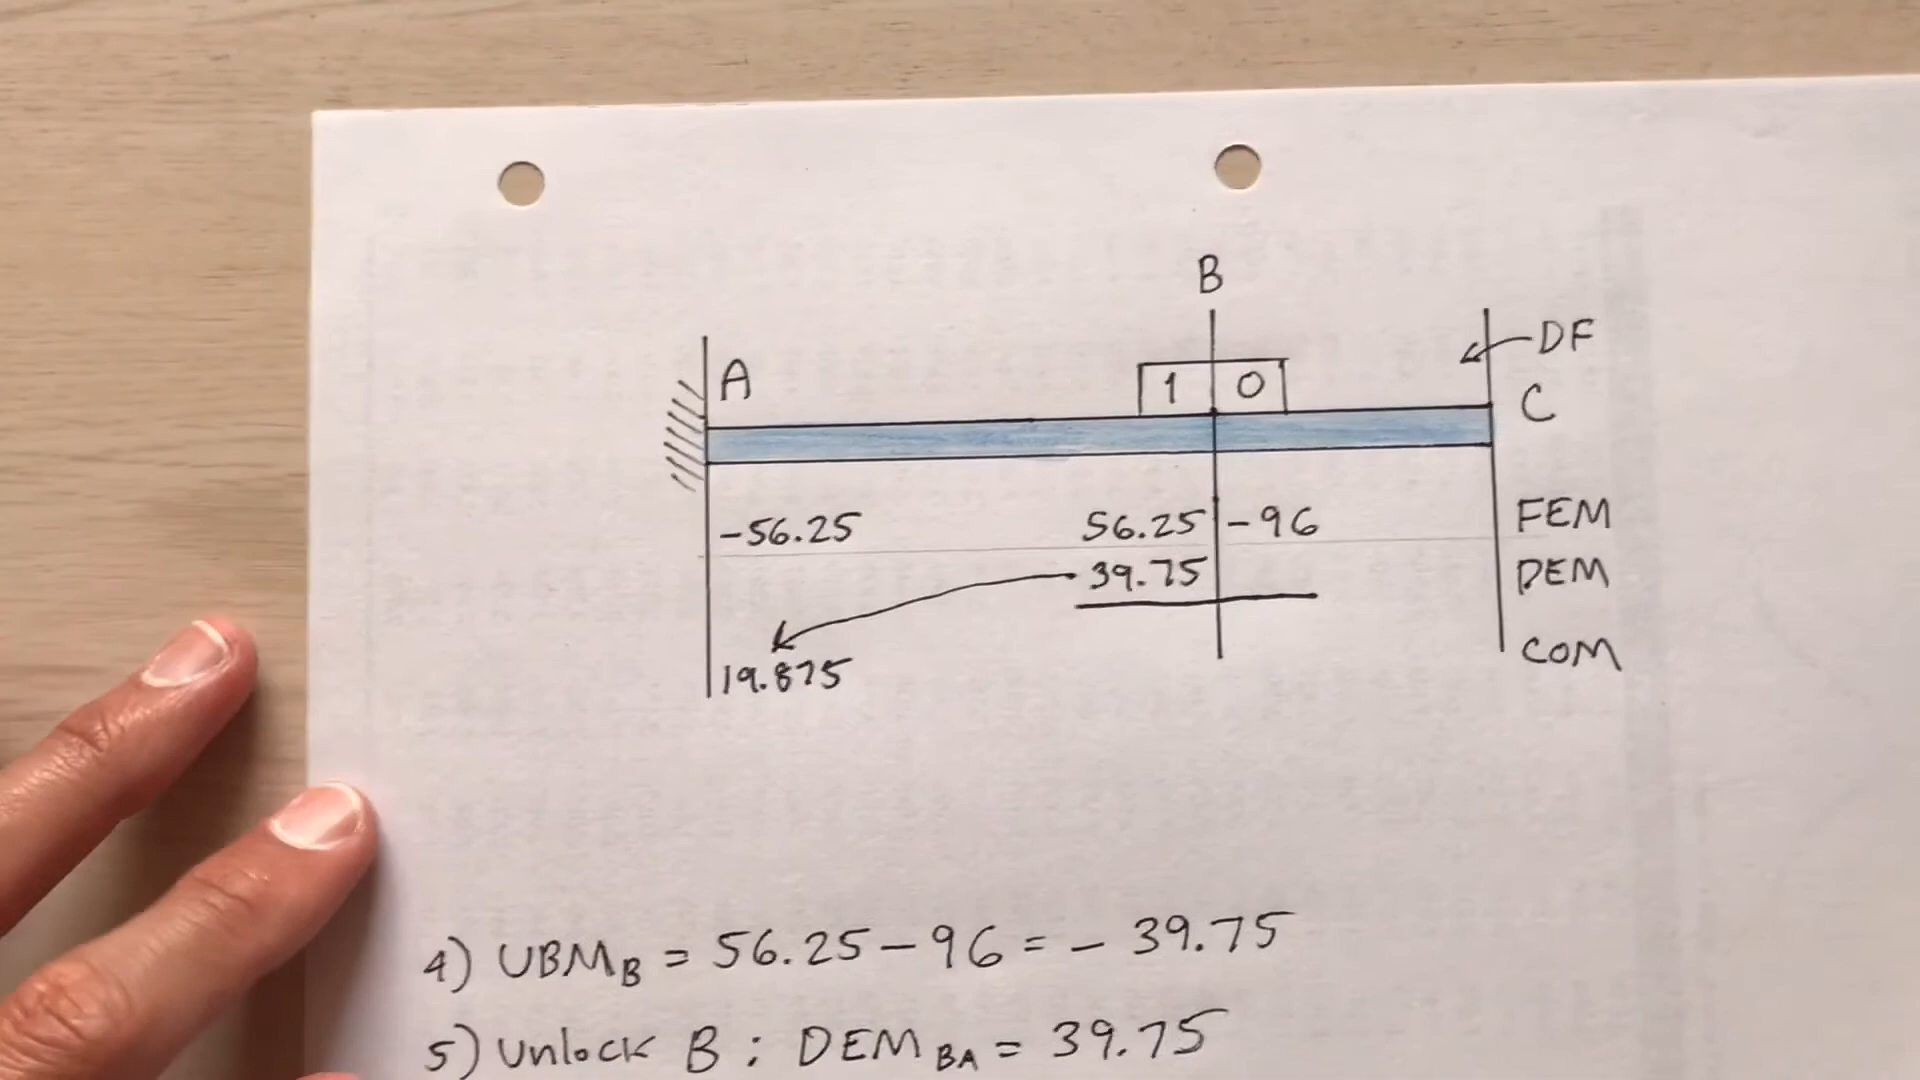 B
A
1 0
DF
C
-56.25 56.25 -96 FEM
39.75 DEM
19.875 COM
4) UBM_B = 56.25 - 96 = - 39.75
5) Unlock B : DEM_BA = 39.75